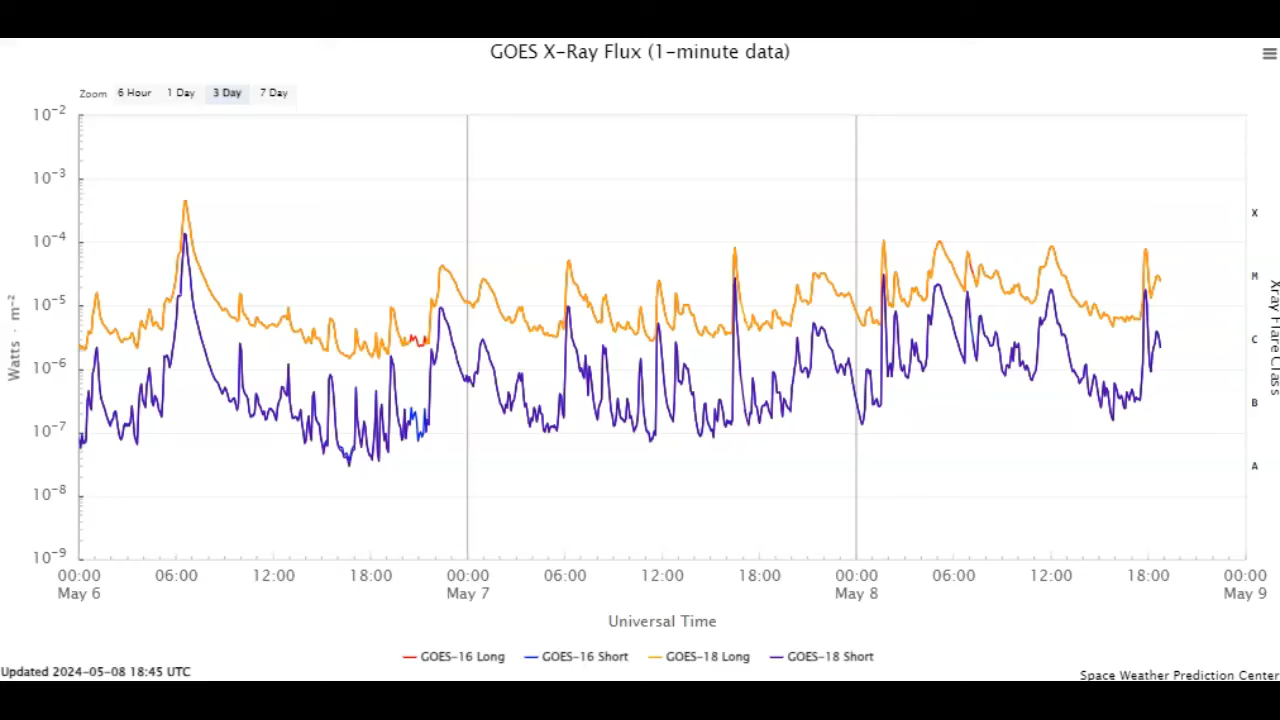 GOES X-Ray Flux (1-minute data)
Zoom 6 Hour 1 Day 3 Day 7 Day
10⁻²
10⁻³
10⁻⁴
10⁻⁵
10⁻⁶
10⁻⁷
10⁻⁸
10⁻⁹
Watts · m⁻²
X
M
C
B
A
Xray Flare Class
00:00 06:00 12:00 18:00 00:00 06:00 12:00 18:00 00:00 06:00 12:00 18:00 00:00
May 6 May 7 May 8 May 9
Universal Time
GOES-16 Long GOES-16 Short GOES-18 Long GOES-18 Short
Updated 2024-05-08 18:45 UTC
Space Weather Prediction Center